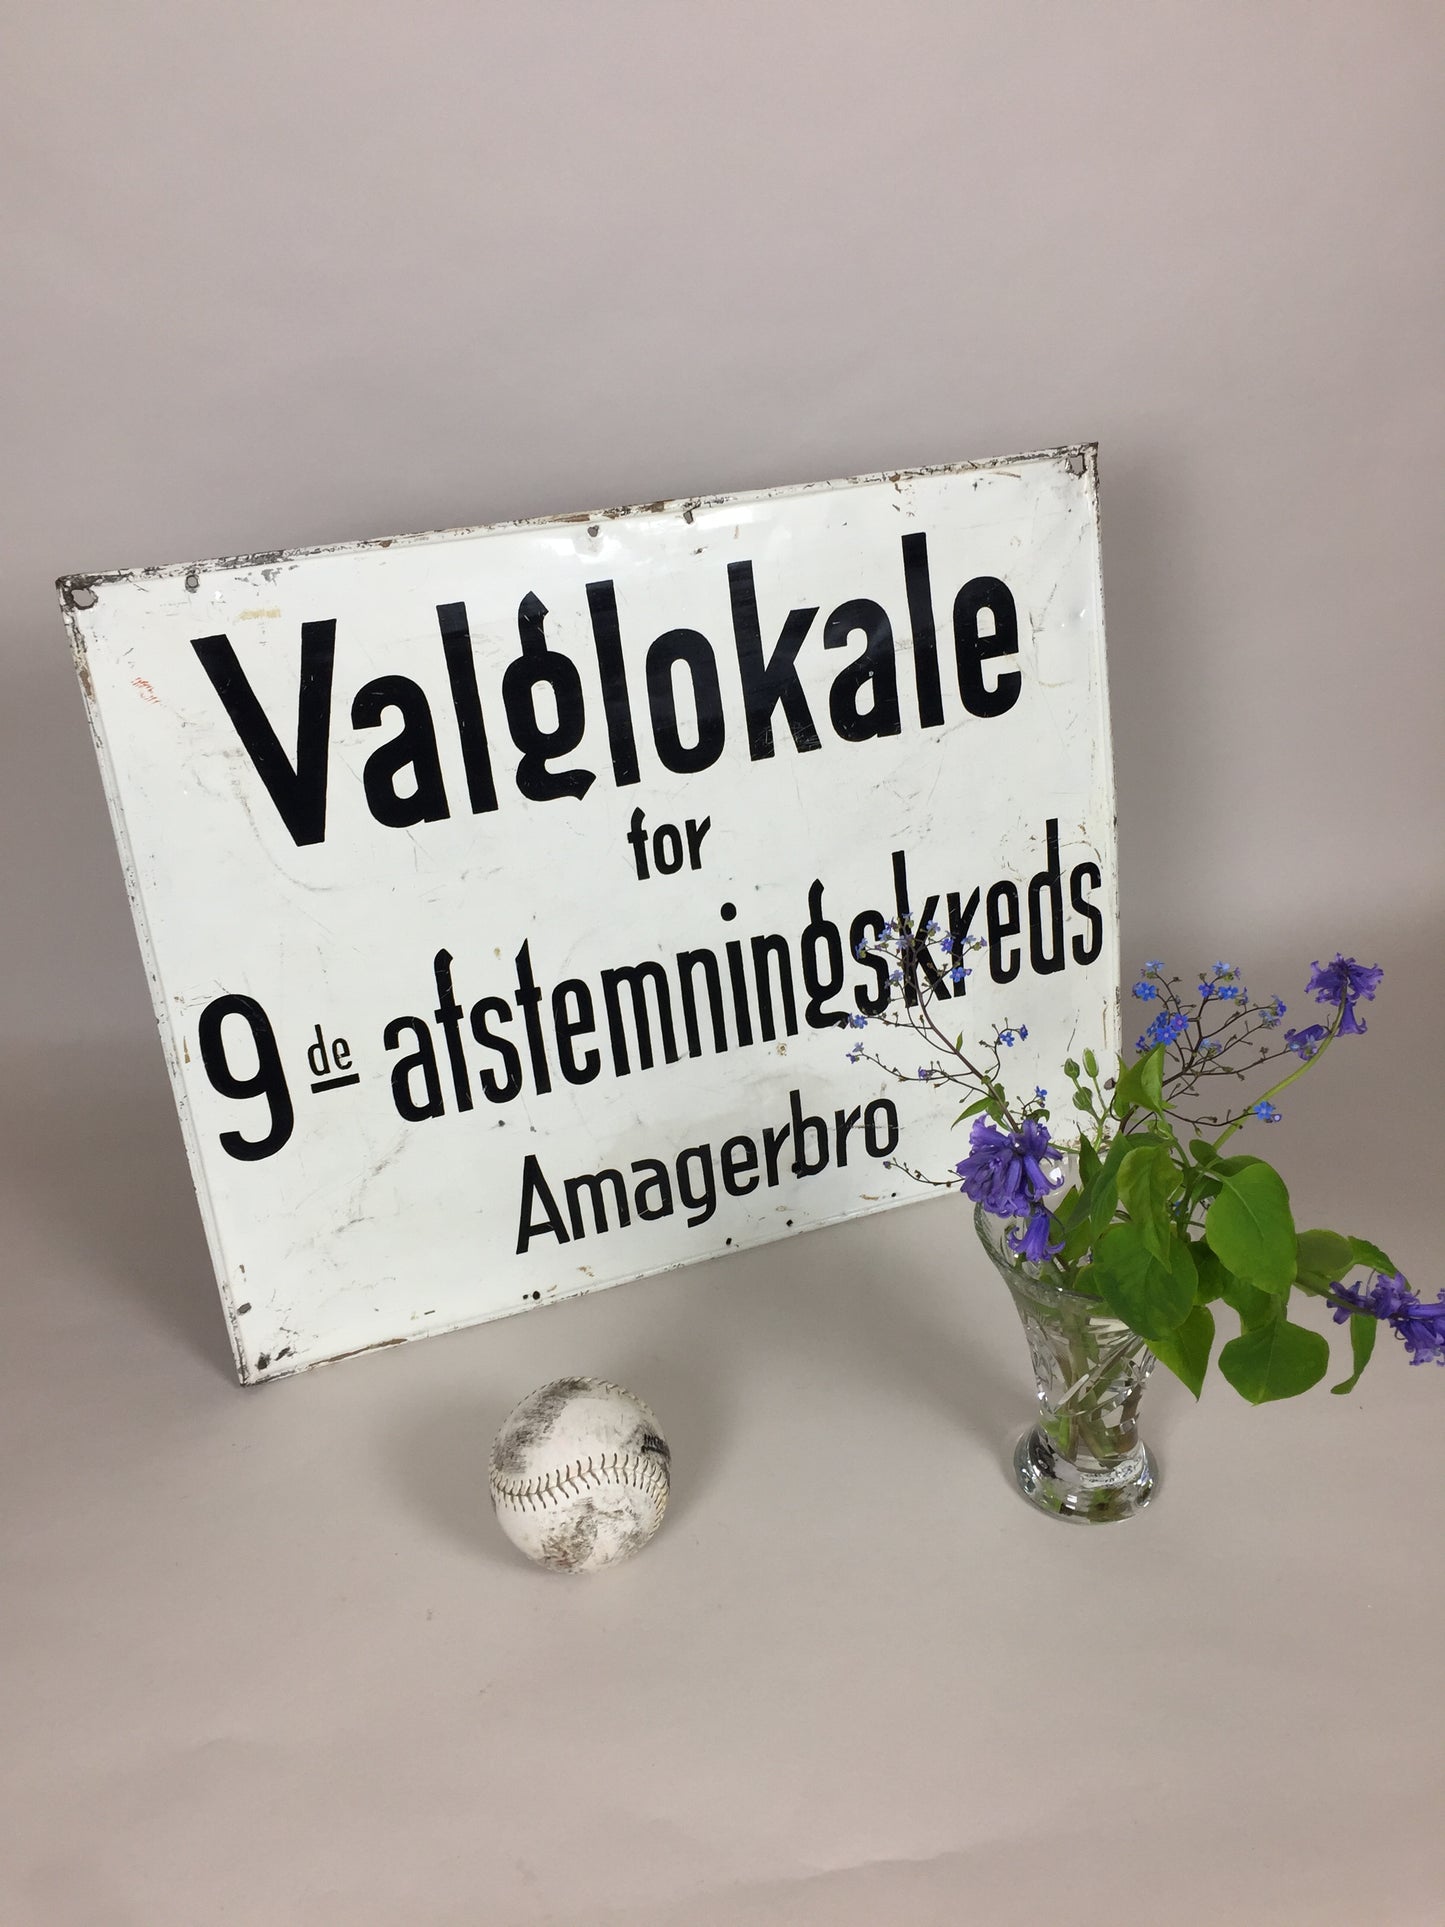 Valglokale
for
9de afstemningskreds
Amagerbro